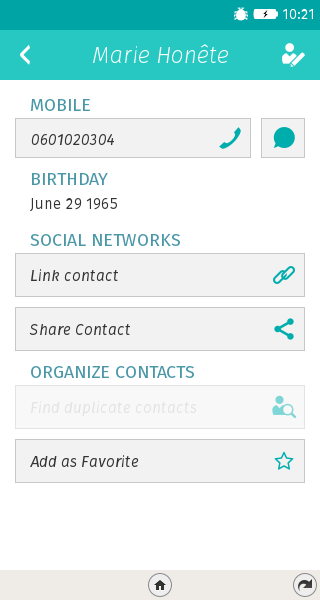 10:21
Marie Honête
MOBILE
0601020304
BIRTHDAY
June 29 1965
SOCIAL NETWORKS
Link contact
Share Contact
ORGANIZE CONTACTS
Find duplicate contacts
Add as Favorite